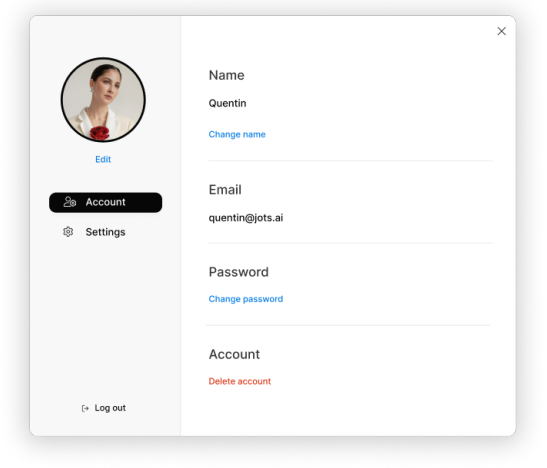 Edit
Account
Settings
Log out
Name
Quentin
Change name
Email
quentin@jots.ai
Password
Change password
Account
Delete account